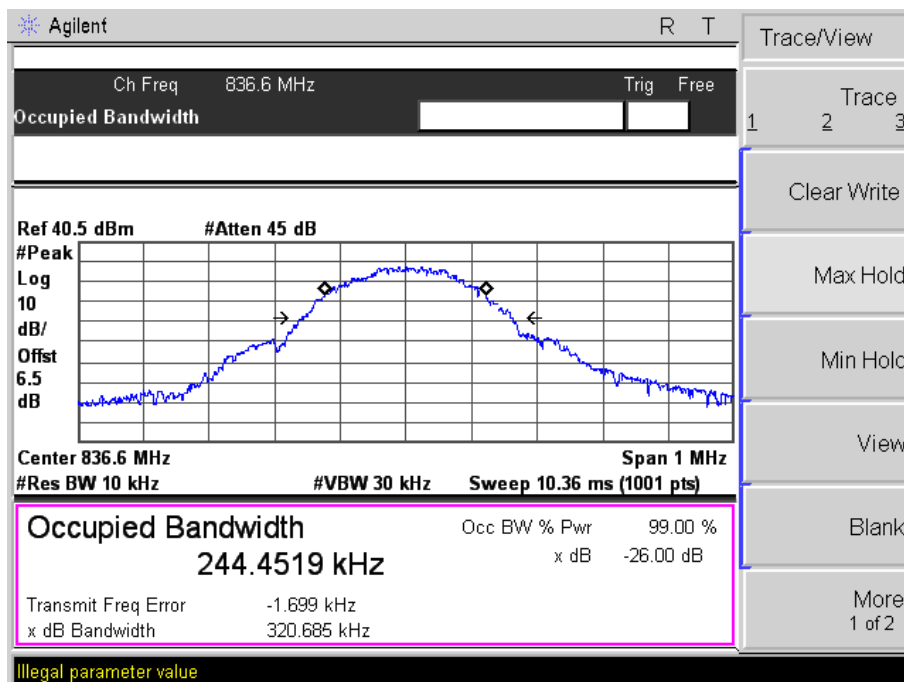 Agilent R T
Ch Freq 836.6 MHz Trig Free
Occupied Bandwidth
Ref 40.5 dBm #Atten 45 dB
#Peak
Log
10
dB/
Offst
6.5
dB
Center 836.6 MHz Span 1 MHz
#Res BW 10 kHz #VBW 30 kHz Sweep 10.36 ms (1001 pts)
Occupied Bandwidth
244.4519 kHz
Occ BW % Pwr 99.00 %
x dB -26.00 dB
Transmit Freq Error -1.699 kHz
x dB Bandwidth 320.685 kHz
Illegal parameter value
Trace/View
Trace
1 2 3
Clear Write
Max Hold
Min Hold
View
Blank
More
1 of 2